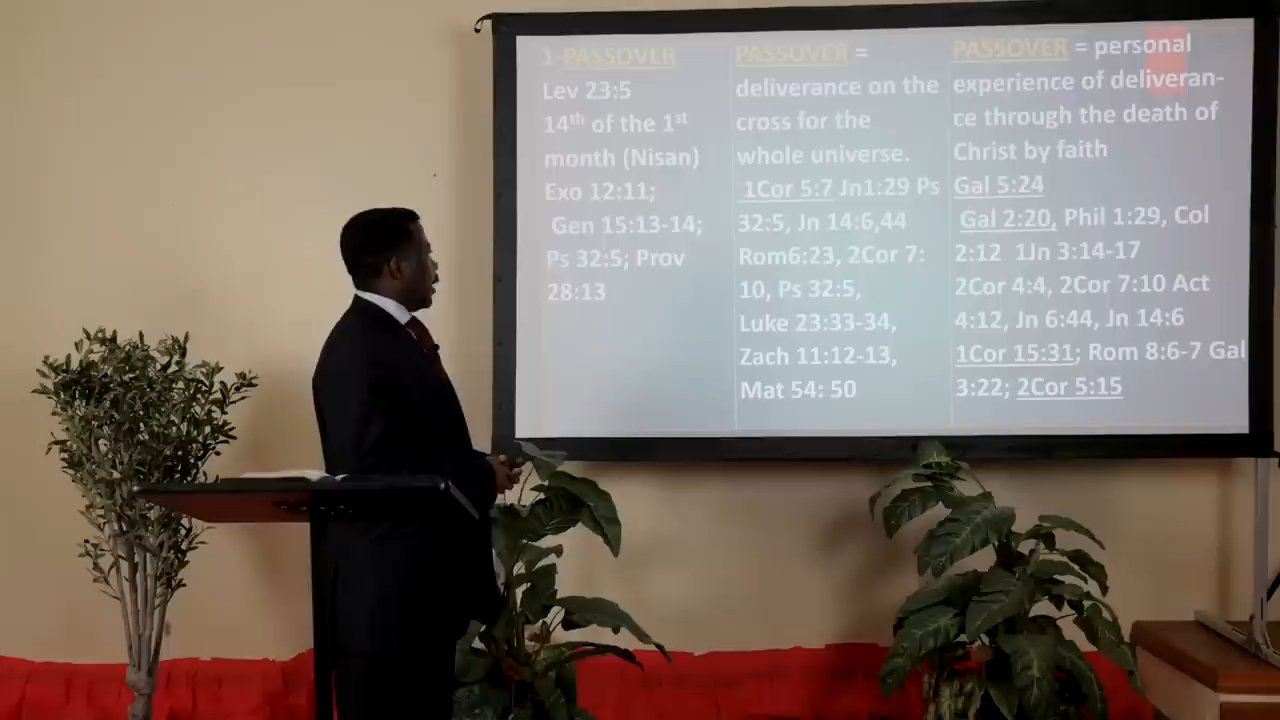 1-PASSOVER
Lev 23:5
14th of the 1st
month (Nisan)
Exo 12:11;
Gen 15:13-14;
Ps 32:5; Prov
28:13
PASSOVER =
deliverance on the
cross for the
whole universe.
1Cor 5:7 Jn1:29 Ps
32:5, Jn 14:6,44
Rom6:23, 2Cor 7:
10, Ps 32:5,
Luke 23:33-34,
Zach 11:12-13,
Mat 54: 50
PASSOVER = personal
experience of deliveran-
ce through the death of
Christ by faith
Gal 5:24
Gal 2:20, Phil 1:29, Col
2:12 1Jn 3:14-17
2Cor 4:4, 2Cor 7:10 Act
4:12, Jn 6:44, Jn 14:6
1Cor 15:31; Rom 8:6-7 Gal
3:22; 2Cor 5:15